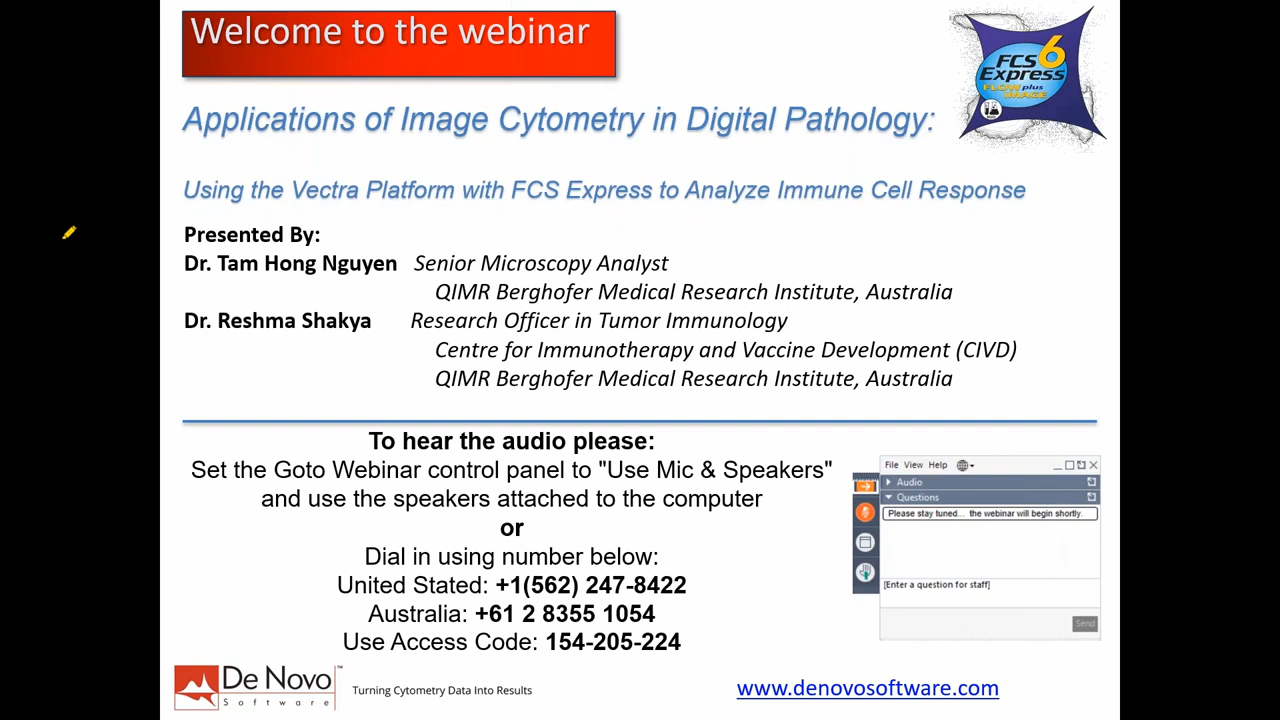 Welcome to the webinar
FCS 6
Express
FLOW plus
IMAGE
Applications of Image Cytometry in Digital Pathology:
Using the Vectra Platform with FCS Express to Analyze Immune Cell Response
Presented By:
Dr. Tam Hong Nguyen Senior Microscopy Analyst
QIMR Berghofer Medical Research Institute, Australia
Dr. Reshma Shakya Research Officer in Tumor Immunology
Centre for Immunotherapy and Vaccine Development (CIVD)
QIMR Berghofer Medical Research Institute, Australia
To hear the audio please:
Set the Goto Webinar control panel to "Use Mic & Speakers"
and use the speakers attached to the computer
or
Dial in using number below:
United Stated: +1(562) 247-8422
Australia: +61 2 8355 1054
Use Access Code: 154-205-224
File View Help
Audio
Questions
Please stay tuned... the webinar will begin shortly.
[Enter a question for staff]
Send
De Novo™
Software
Turning Cytometry Data Into Results
www.denovosoftware.com